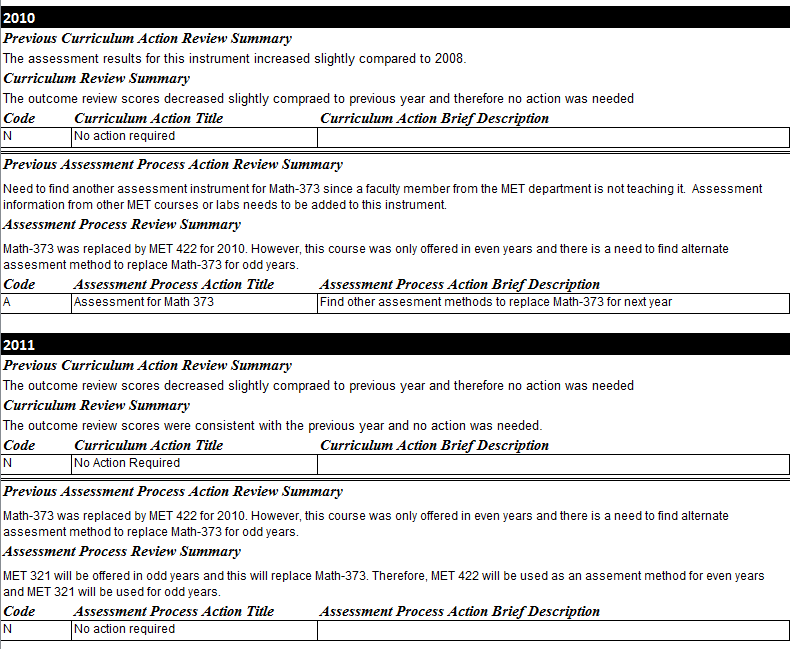 2010
Previous Curriculum Action Review Summary
The assessment results for this instrument increased slightly compared to 2008.
Curriculum Review Summary
The outcome review scores decreased slightly compraed to previous year and therefore no action was needed
Code Curriculum Action Title Curriculum Action Brief Description
N No action required
Previous Assessment Process Action Review Summary
Need to find another assessment instrument for Math-373 since a faculty member from the MET department is not teaching it. Assessment
information from other MET courses or labs needs to be added to this instrument.
Assessment Process Review Summary
Math-373 was replaced by MET 422 for 2010. However, this course was only offered in even years and there is a need to find alternate
assesment method to replace Math-373 for odd years.
Code Assessment Process Action Title Assessment Process Action Brief Description
A Assessment for Math 373 Find other assesment methods to replace Math-373 for next year
2011
Previous Curriculum Action Review Summary
The outcome review scores decreased slightly compraed to previous year and therefore no action was needed
Curriculum Review Summary
The outcome review scores were consistent with the previous year and no action was needed.
Code Curriculum Action Title Curriculum Action Brief Description
N No Action Required
Previous Assessment Process Action Review Summary
Math-373 was replaced by MET 422 for 2010. However, this course was only offered in even years and there is a need to find alternate
assesment method to replace Math-373 for odd years.
Assessment Process Review Summary
MET 321 will be offered in odd years and this will replace Math-373. Therefore, MET 422 will be used as an assement method for even years
and MET 321 will be used for odd years.
Code Assessment Process Action Title Assessment Process Action Brief Description
N No action required